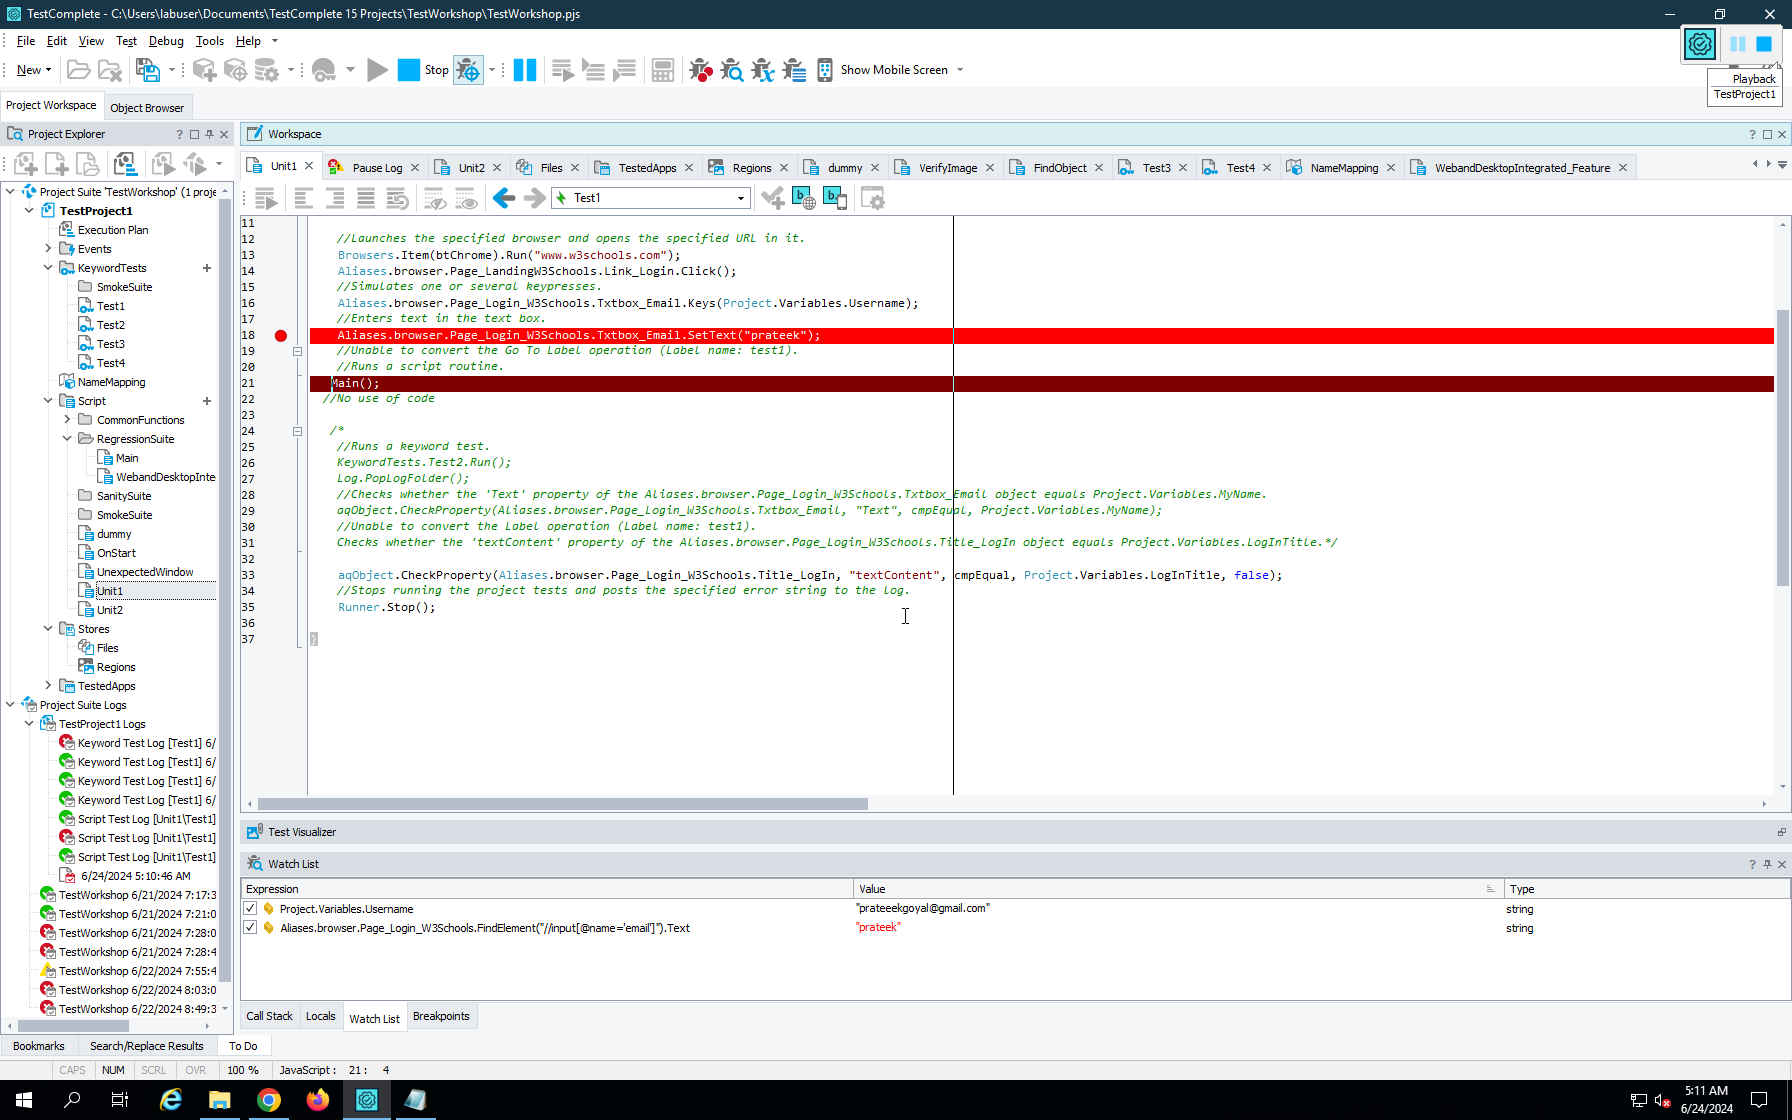 TestComplete - C:\Users\labuser\Documents\TestComplete 15 Projects\TestWorkshop\TestWorkshop.pjs
File Edit View Test Debug Tools Help
New Stop Show Mobile Screen
Playback
TestProject1
Project Workspace Object Browser
Project Explorer
Workspace
Unit1 Pause Log Unit2 Files TestedApps Regions dummy VerifyImage FindObject Test3 Test4 NameMapping WebandDesktopIntegrated_Feature
Test1
Project Suite 'TestWorkshop' (1 proje
TestProject1
Execution Plan
Events
KeywordTests
SmokeSuite
Test1
Test2
Test3
Test4
NameMapping
Script
CommonFunctions
RegressionSuite
Main
WebandDesktopInte
SanitySuite
SmokeSuite
dummy
OnStart
UnexpectedWindow
Unit1
Unit2
Stores
Files
Regions
TestedApps
Project Suite Logs
TestProject1 Logs
Keyword Test Log [Test1] 6/
Keyword Test Log [Test1] 6/
Keyword Test Log [Test1] 6/
Keyword Test Log [Test1] 6/
Script Test Log [Unit1\Test1]
Script Test Log [Unit1\Test1]
Script Test Log [Unit1\Test1]
6/24/2024 5:10:46 AM
TestWorkshop 6/21/2024 7:17:3
TestWorkshop 6/21/2024 7:21:0
TestWorkshop 6/21/2024 7:28:0
TestWorkshop 6/21/2024 7:28:4
TestWorkshop 6/22/2024 7:55:4
TestWorkshop 6/22/2024 8:03:0
TestWorkshop 6/22/2024 8:49:3
11
12 //Launches the specified browser and opens the specified URL in it.
13 Browsers.Item(btChrome).Run("www.w3schools.com");
14 Aliases.browser.Page_LandingW3Schools.Link_Login.Click();
15 //Simulates one or several keypresses.
16 Aliases.browser.Page_Login_W3Schools.Txtbox_Email.Keys(Project.Variables.Username);
17 //Enters text in the text box.
18 Aliases.browser.Page_Login_W3Schools.Txtbox_Email.SetText("prateek");
19 //Unable to convert the Go To Label operation (Label name: test1).
20 //Runs a script routine.
21 Main();
22 //No use of code
23
24 /*
25 //Runs a keyword test.
26 KeywordTests.Test2.Run();
27 Log.PopLogFolder();
28 //Checks whether the 'Text' property of the Aliases.browser.Page_Login_W3Schools.Txtbox_Email object equals Project.Variables.MyName.
29 aqObject.CheckProperty(Aliases.browser.Page_Login_W3Schools.Txtbox_Email, "Text", cmpEqual, Project.Variables.MyName);
30 //Unable to convert the Label operation (Label name: test1).
31 Checks whether the 'textContent' property of the Aliases.browser.Page_Login_W3Schools.Title_LogIn object equals Project.Variables.LogInTitle.*/
32
33 aqObject.CheckProperty(Aliases.browser.Page_Login_W3Schools.Title_LogIn, "textContent", cmpEqual, Project.Variables.LogInTitle, false);
34 //Stops running the project tests and posts the specified error string to the log.
35 Runner.Stop();
36
37 }
Test Visualizer
Watch List
Expression Value Type
Project.Variables.Username "prateeekgoyal@gmail.com" string
Aliases.browser.Page_Login_W3Schools.FindElement("//input[@name='email']").Text "prateek" string
Call Stack Locals Watch List Breakpoints
Bookmarks Search/Replace Results To Do
CAPS NUM SCRL OVR 100 % JavaScript : 21 : 4
5:11 AM
6/24/2024